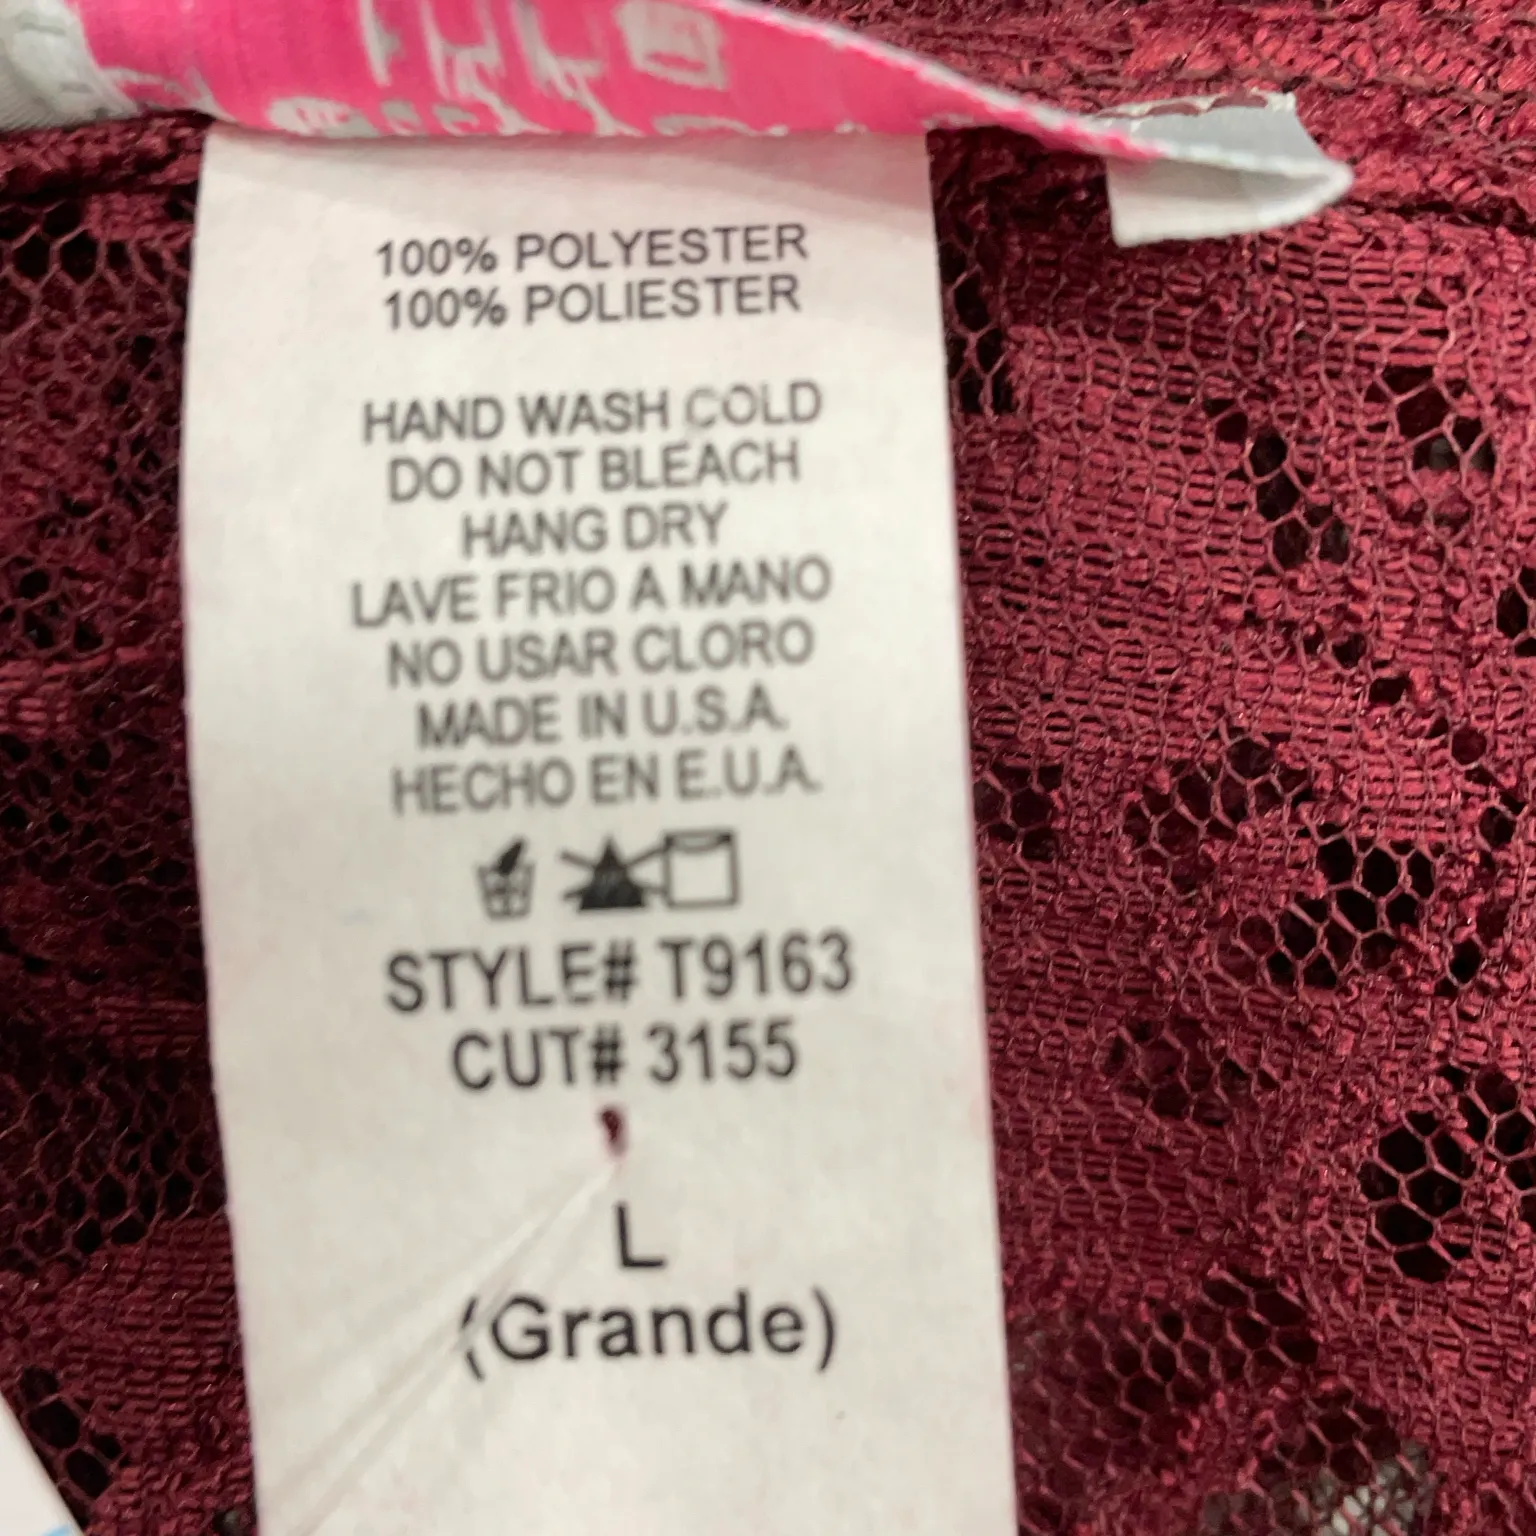 100% POLYESTER
100% POLIESTER
HAND WASH COLD
DO NOT BLEACH
HANG DRY
LAVE FRIO A MANO
NO USAR CLORO
MADE IN U.S.A.
HECHO EN E.U.A.
STYLE# T9163
CUT# 3155
L
(Grande)